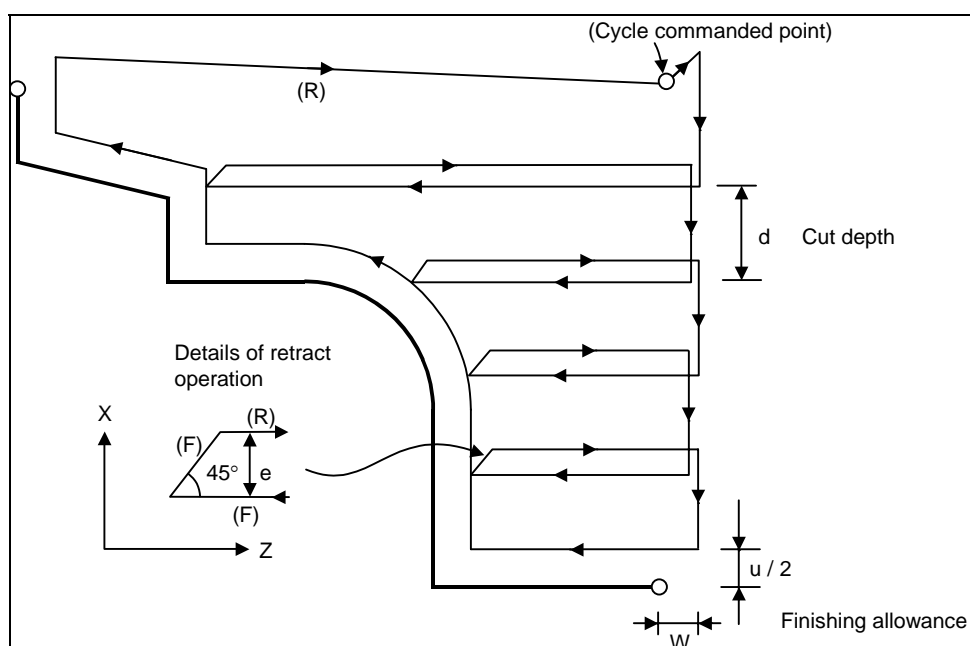 (Cycle commanded point)
(R)
d Cut depth
Details of retract
operation
X
(R)
(F)
45° e
(F)
Z
u / 2
Finishing allowance
W